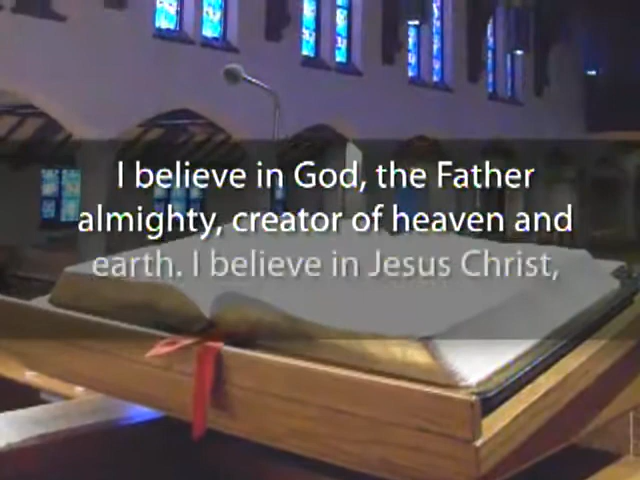 I believe in God, the Father
almighty, creator of heaven and
earth. I believe in Jesus Christ,